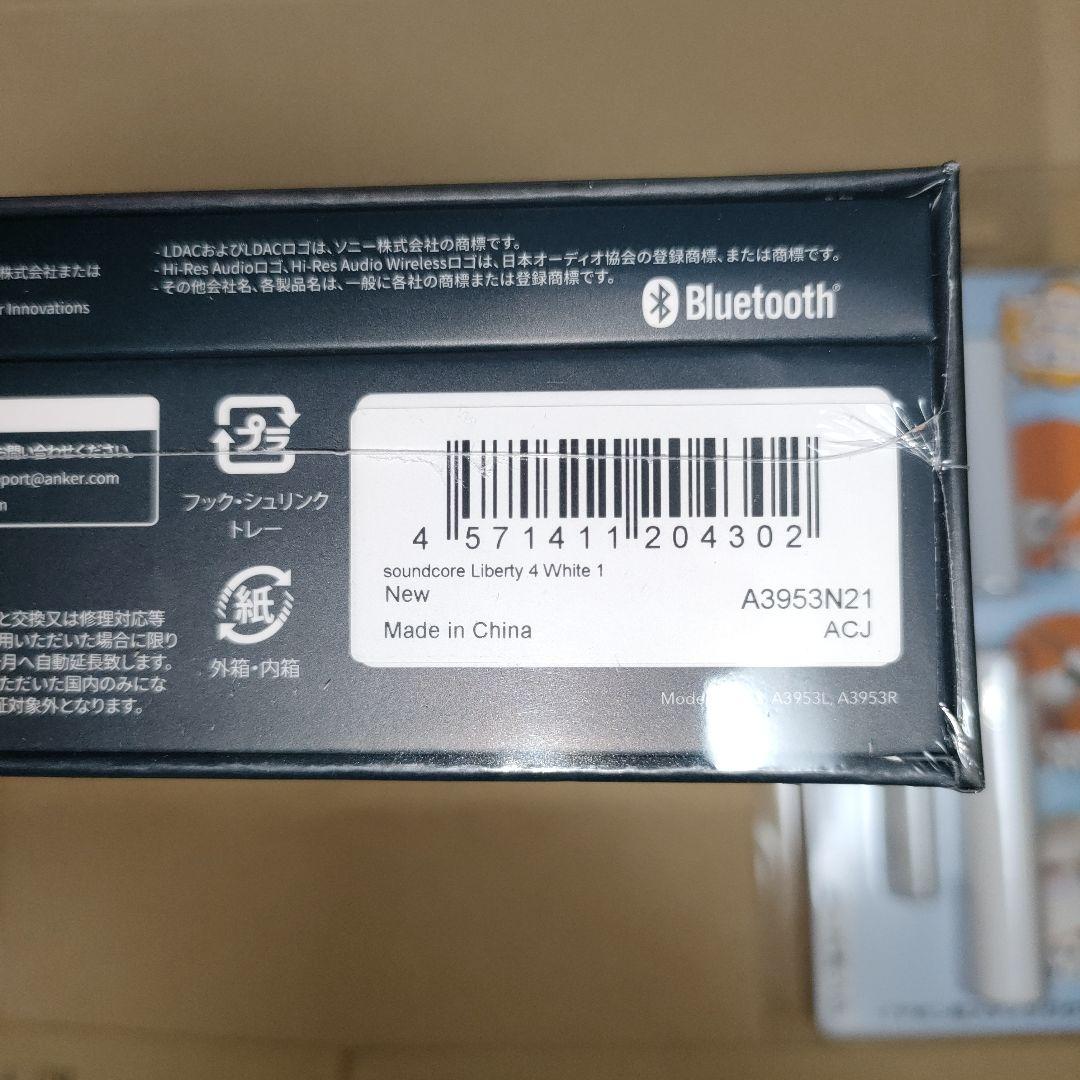 - LDACおよびLDACロゴは、ソニー株式会社の商標です。
- Hi-Res Audioロゴ、Hi-Res Audio Wirelessロゴは、日本オーディオ協会の登録商標、または商標です。
- その他会社名、各製品名は、一般に各社の商標または登録商標です。
株式会社または
r Innovations
Bluetooth®
お問い合わせください
port@anker.com
m
プラ
フック・シュリンク
トレー
紙
外箱・内箱
4 571411 204302
soundcore Liberty 4 White 1
New
A3953N21
Made in China
ACJ
A3953L, A3953R
と交換又は修理対応等
用いただいた場合に限り
月へ自動延長致します。
ただいた国内のみにな
証対象外となります。